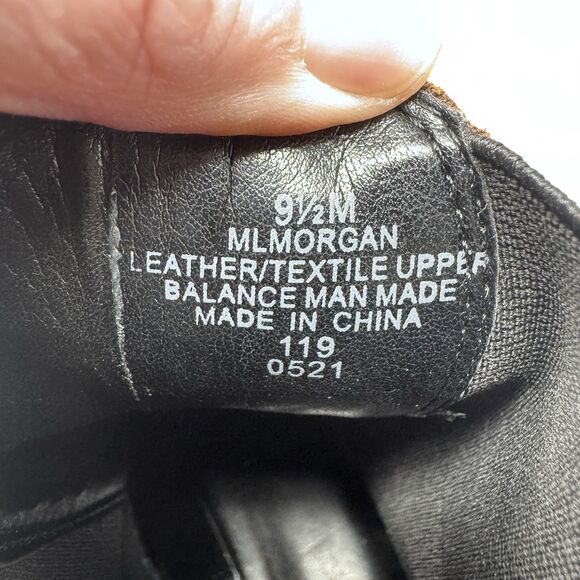 9½M
MLMORGAN
LEATHER/TEXTILE UPPER
BALANCE MAN MADE
MADE IN CHINA
119
0521